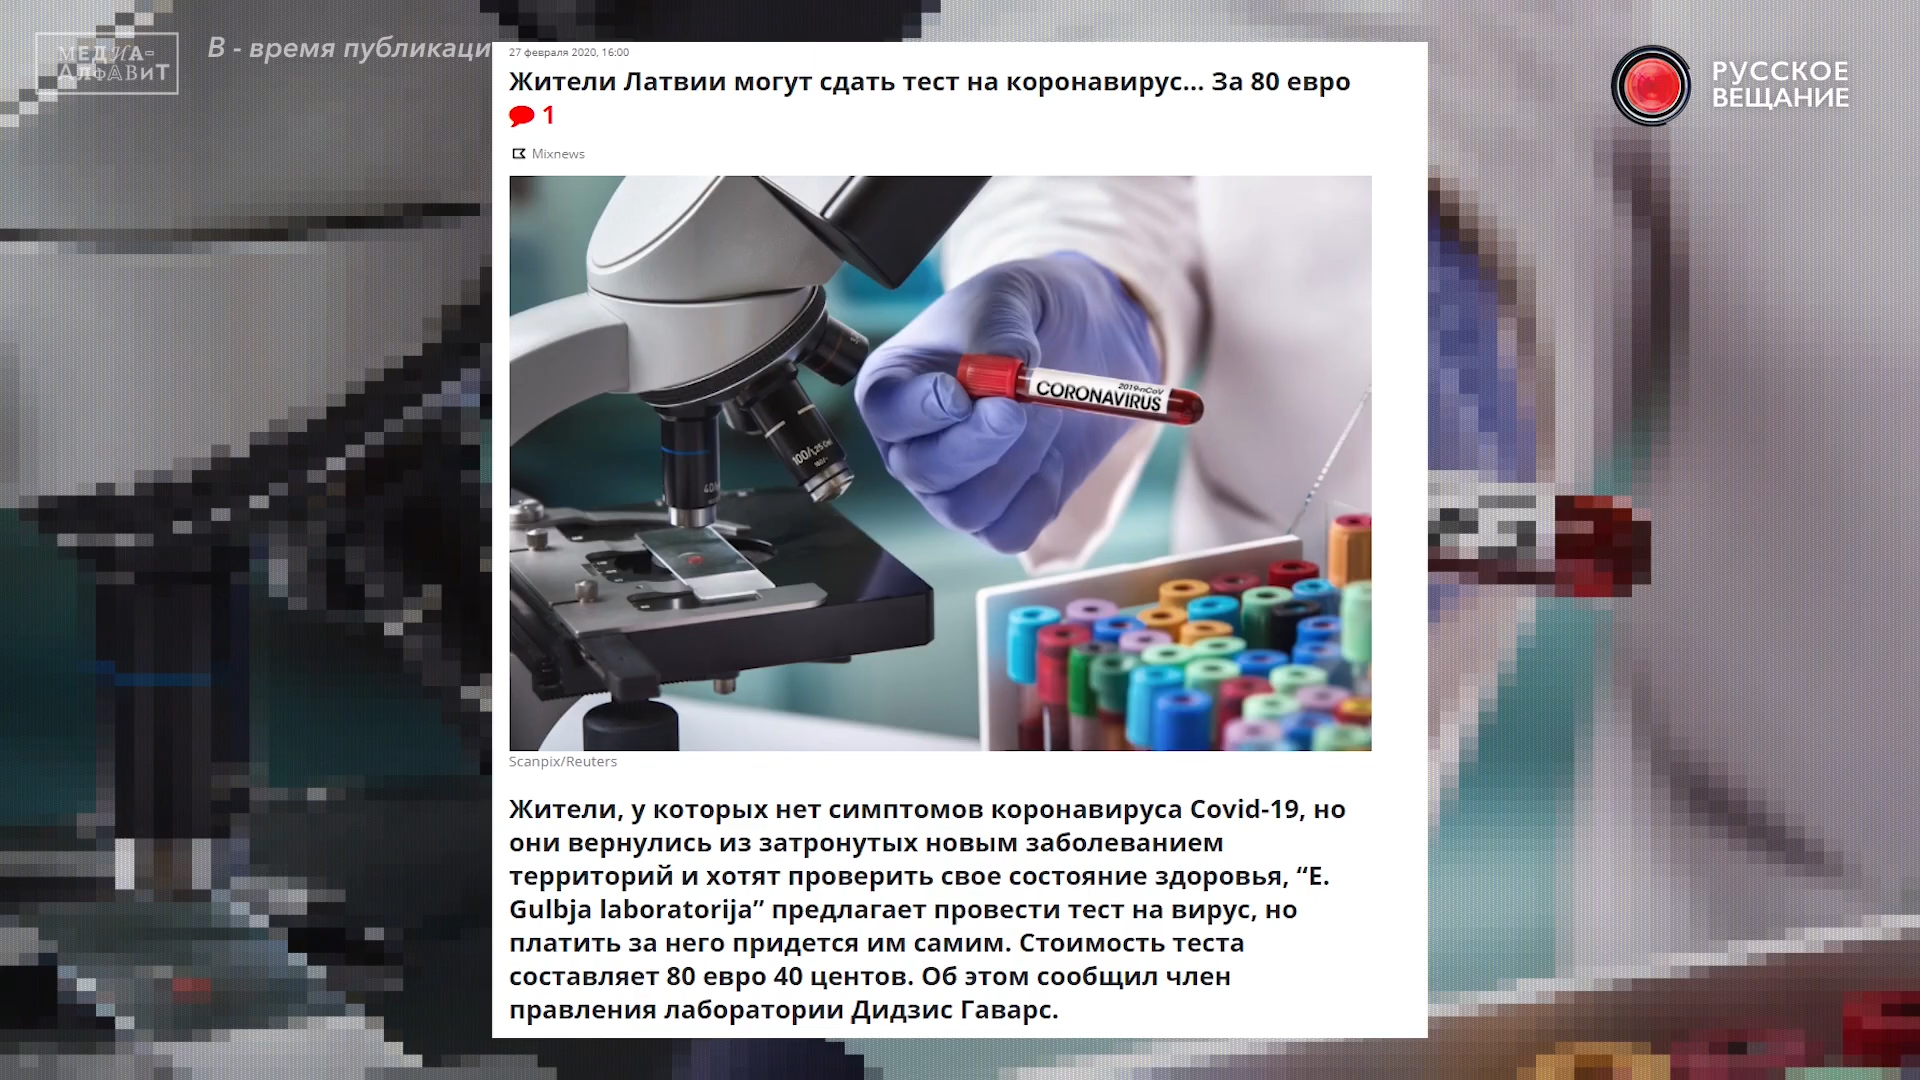 МЕДИА-
АЛФАВИТ
В - время публикаци
РУССКОЕ
ВЕЩАНИЕ
27 февраля 2020, 16:00
Жители Латвии могут сдать тест на коронавирус... За 80 евро
1
Mixnews
2019-nCoV
CORONAVIRUS
100/1,25 Oil
Scanpix/Reuters
Жители, у которых нет симптомов коронавируса Covid-19, но
они вернулись из затронутых новым заболеванием
территорий и хотят проверить свое состояние здоровья, “E.
Gulbja laboratorija” предлагает провести тест на вирус, но
платить за него придется им самим. Стоимость теста
составляет 80 евро 40 центов. Об этом сообщил член
правления лаборатории Дидзис Гаварс.